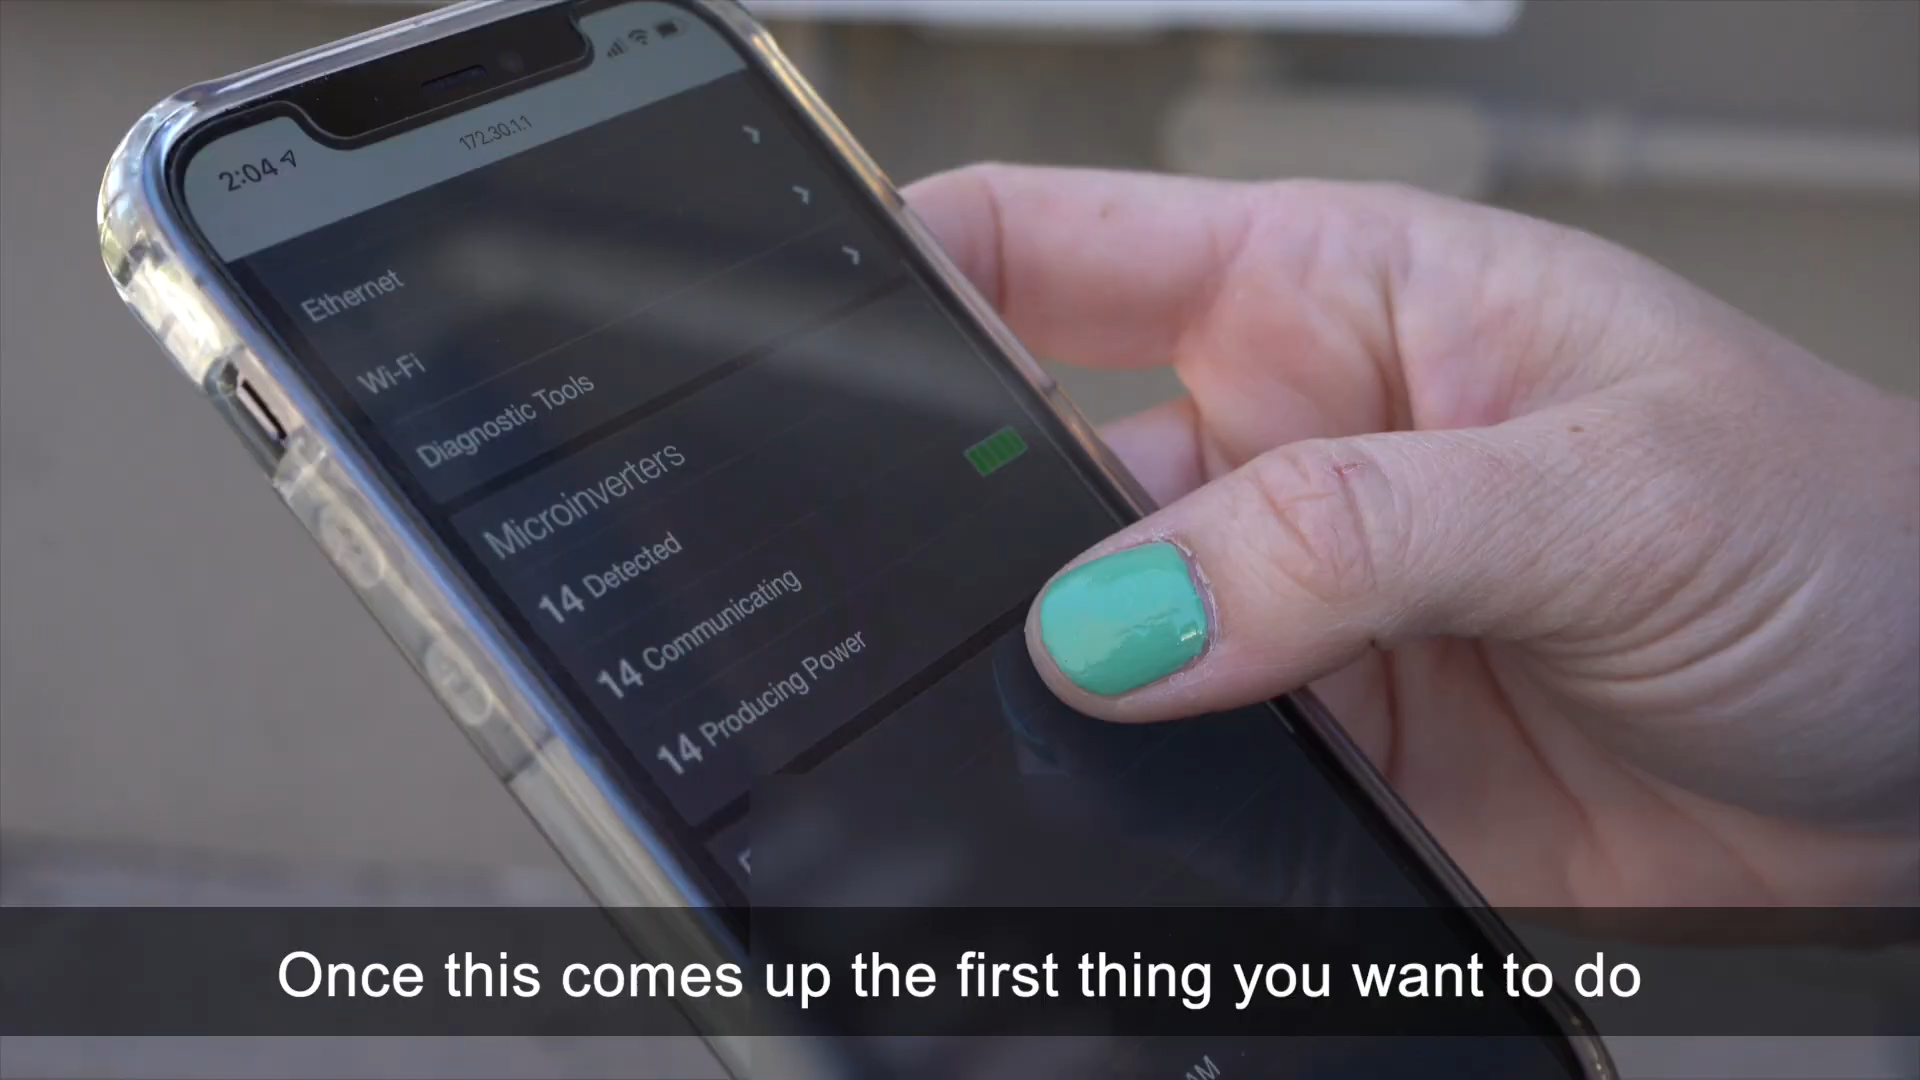 2:04
172.30.1.1
Ethernet
Wi-Fi
Diagnostic Tools
Microinverters
14 Detected
14 Communicating
14 Producing Power
AM
Once this comes up the first thing you want to do